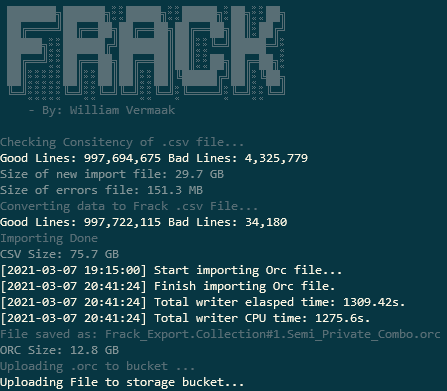 FRACK
- By: William Vermaak
Checking Consitency of .csv file...
Good Lines: 997,694,675 Bad Lines: 4,325,779
Size of new import file: 29.7 GB
Size of errors file: 151.3 MB
Converting data to Frack .csv File...
Good Lines: 997,722,115 Bad Lines: 34,180
Importing Done
CSV Size: 75.7 GB
[2021-03-07 19:15:00] Start importing Orc file...
[2021-03-07 20:41:24] Finish importing Orc file.
[2021-03-07 20:41:24] Total writer elasped time: 1309.42s.
[2021-03-07 20:41:24] Total writer CPU time: 1275.6s.
File saved as: Frack_Export.Collection#1.Semi_Private_Combo.orc
ORC Size: 12.8 GB
Uploading .orc to bucket ...
Uploading File to storage bucket...